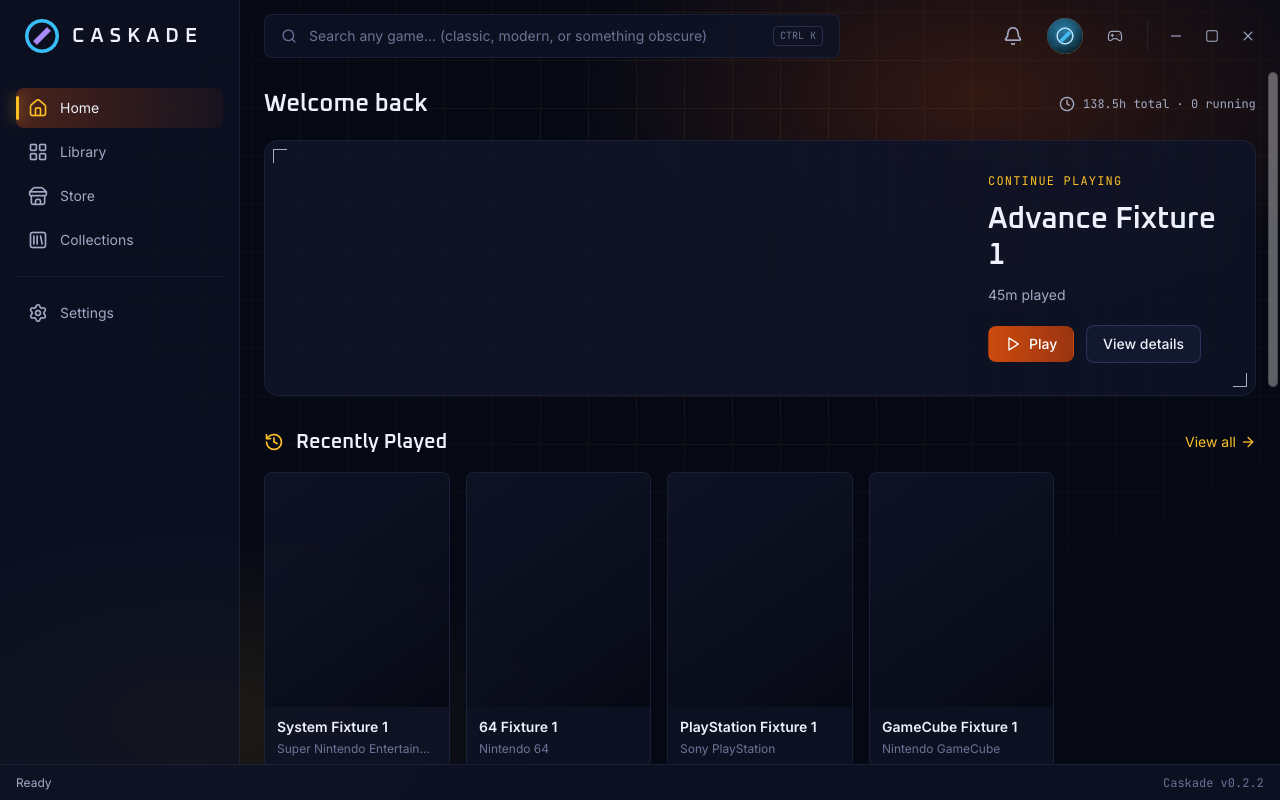 CASKADE
Search any game... (classic, modern, or something obscure)
CTRL K
Home
Library
Store
Collections
Settings
Welcome back
138.5h total · 0 running
CONTINUE PLAYING
Advance Fixture
1
45m played
Play
View details
Recently Played
View all
System Fixture 1
Super Nintendo Entertain...
64 Fixture 1
Nintendo 64
PlayStation Fixture 1
Sony PlayStation
GameCube Fixture 1
Nintendo GameCube
Ready
Caskade v0.2.2